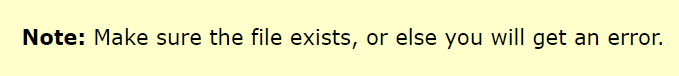 Note: Make sure the file exists, or else you will get an error.